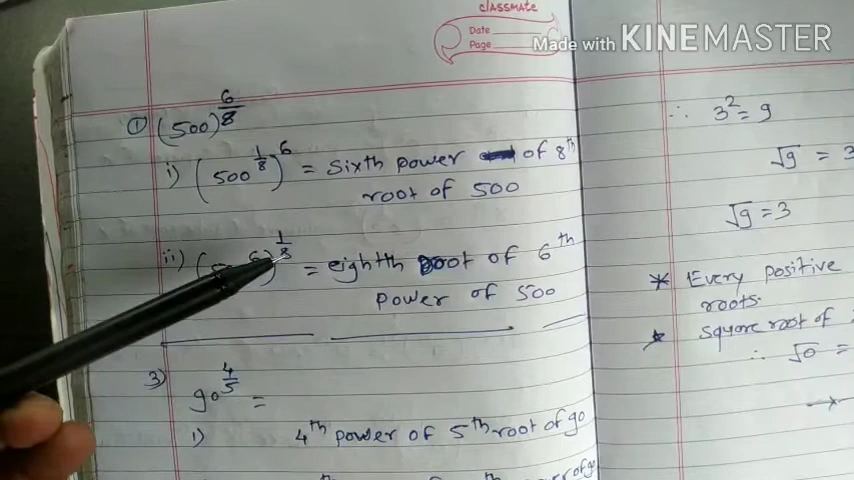 classmate
Date
Page
Made with KINEMASTER
① (500)^6/8
i) (500^1/8)^6 = Sixth power of 8th
root of 500
ii) ( )^1/8 = eighth root of 6th
power of 500
3) 90^4/5 =
i) 4th power of 5th root of 90
∴ 3² = 9
√9 = 3
√9 = 3
* Every positive
roots.
* square root of
∴ √0 =